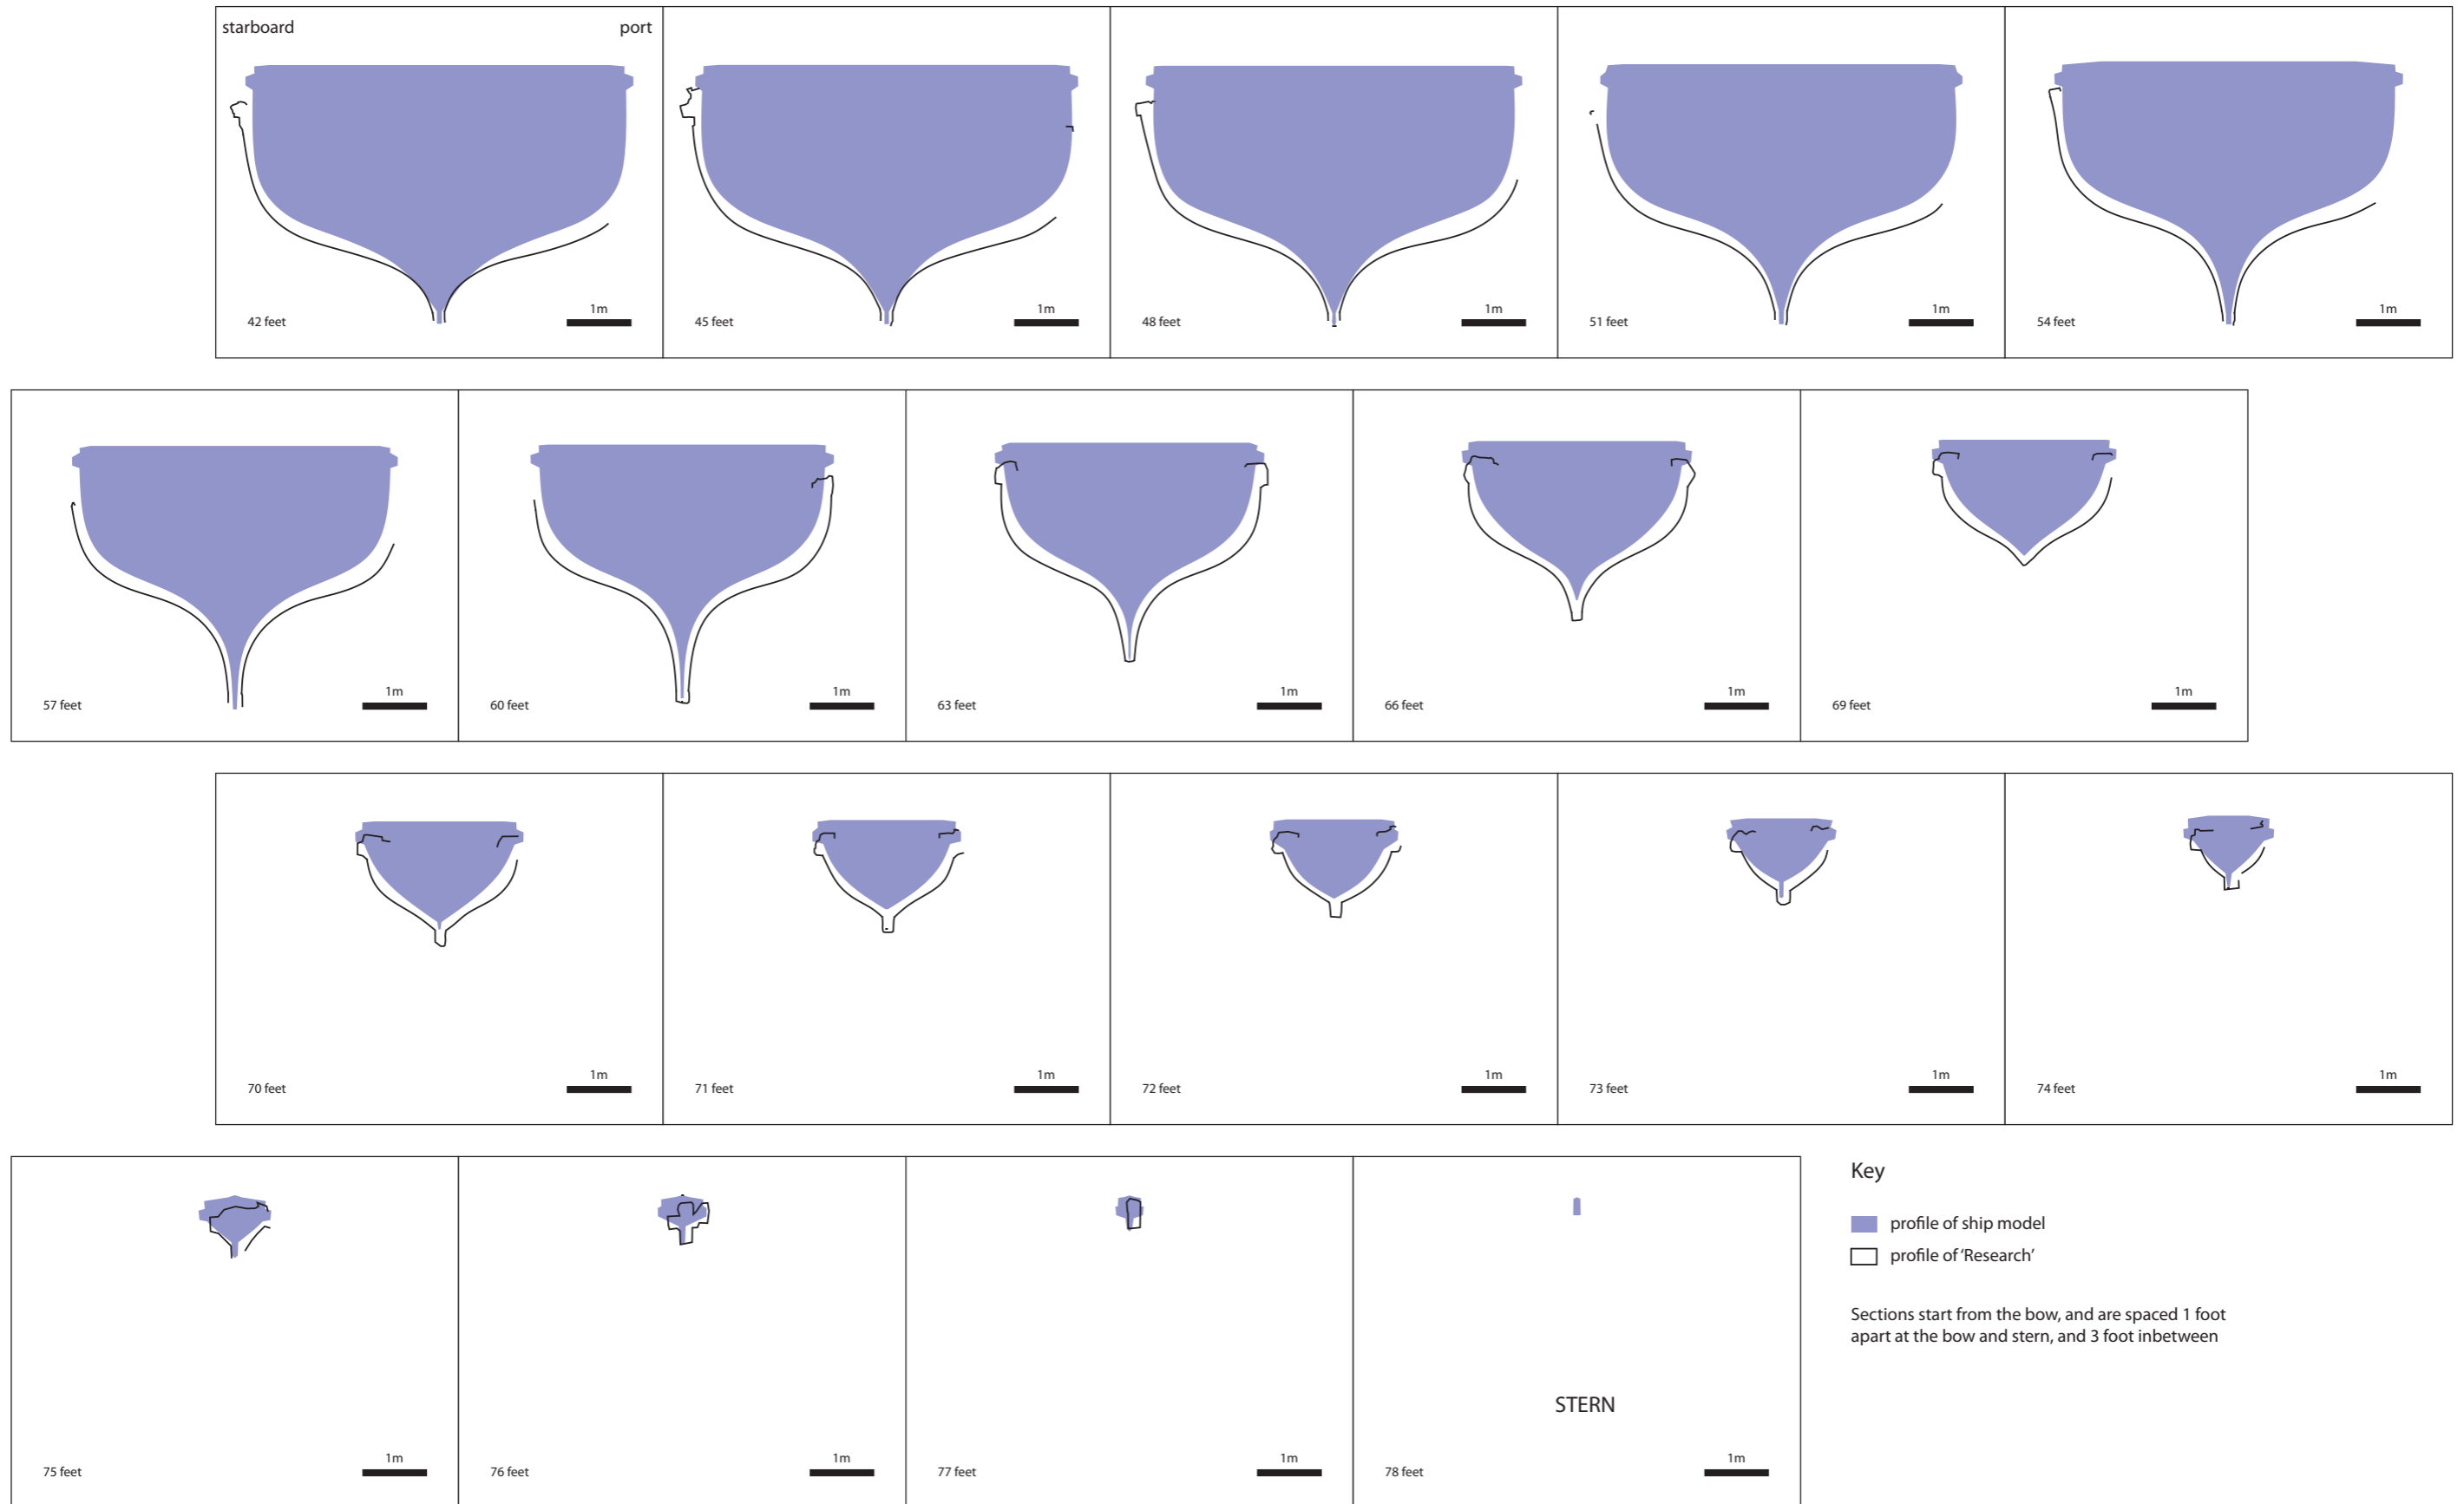 starboard port
1m 1m 1m 1m 1m
42 feet 45 feet 48 feet 51 feet 54 feet
1m 1m 1m 1m 1m
57 feet 60 feet 63 feet 66 feet 69 feet
1m 1m 1m 1m 1m
70 feet 71 feet 72 feet 73 feet 74 feet
Key
profile of ship model
profile of ‘Research’
Sections start from the bow, and are spaced 1 foot
apart at the bow and stern, and 3 foot inbetween
STERN
1m 1m 1m 1m
75 feet 76 feet 77 feet 78 feet